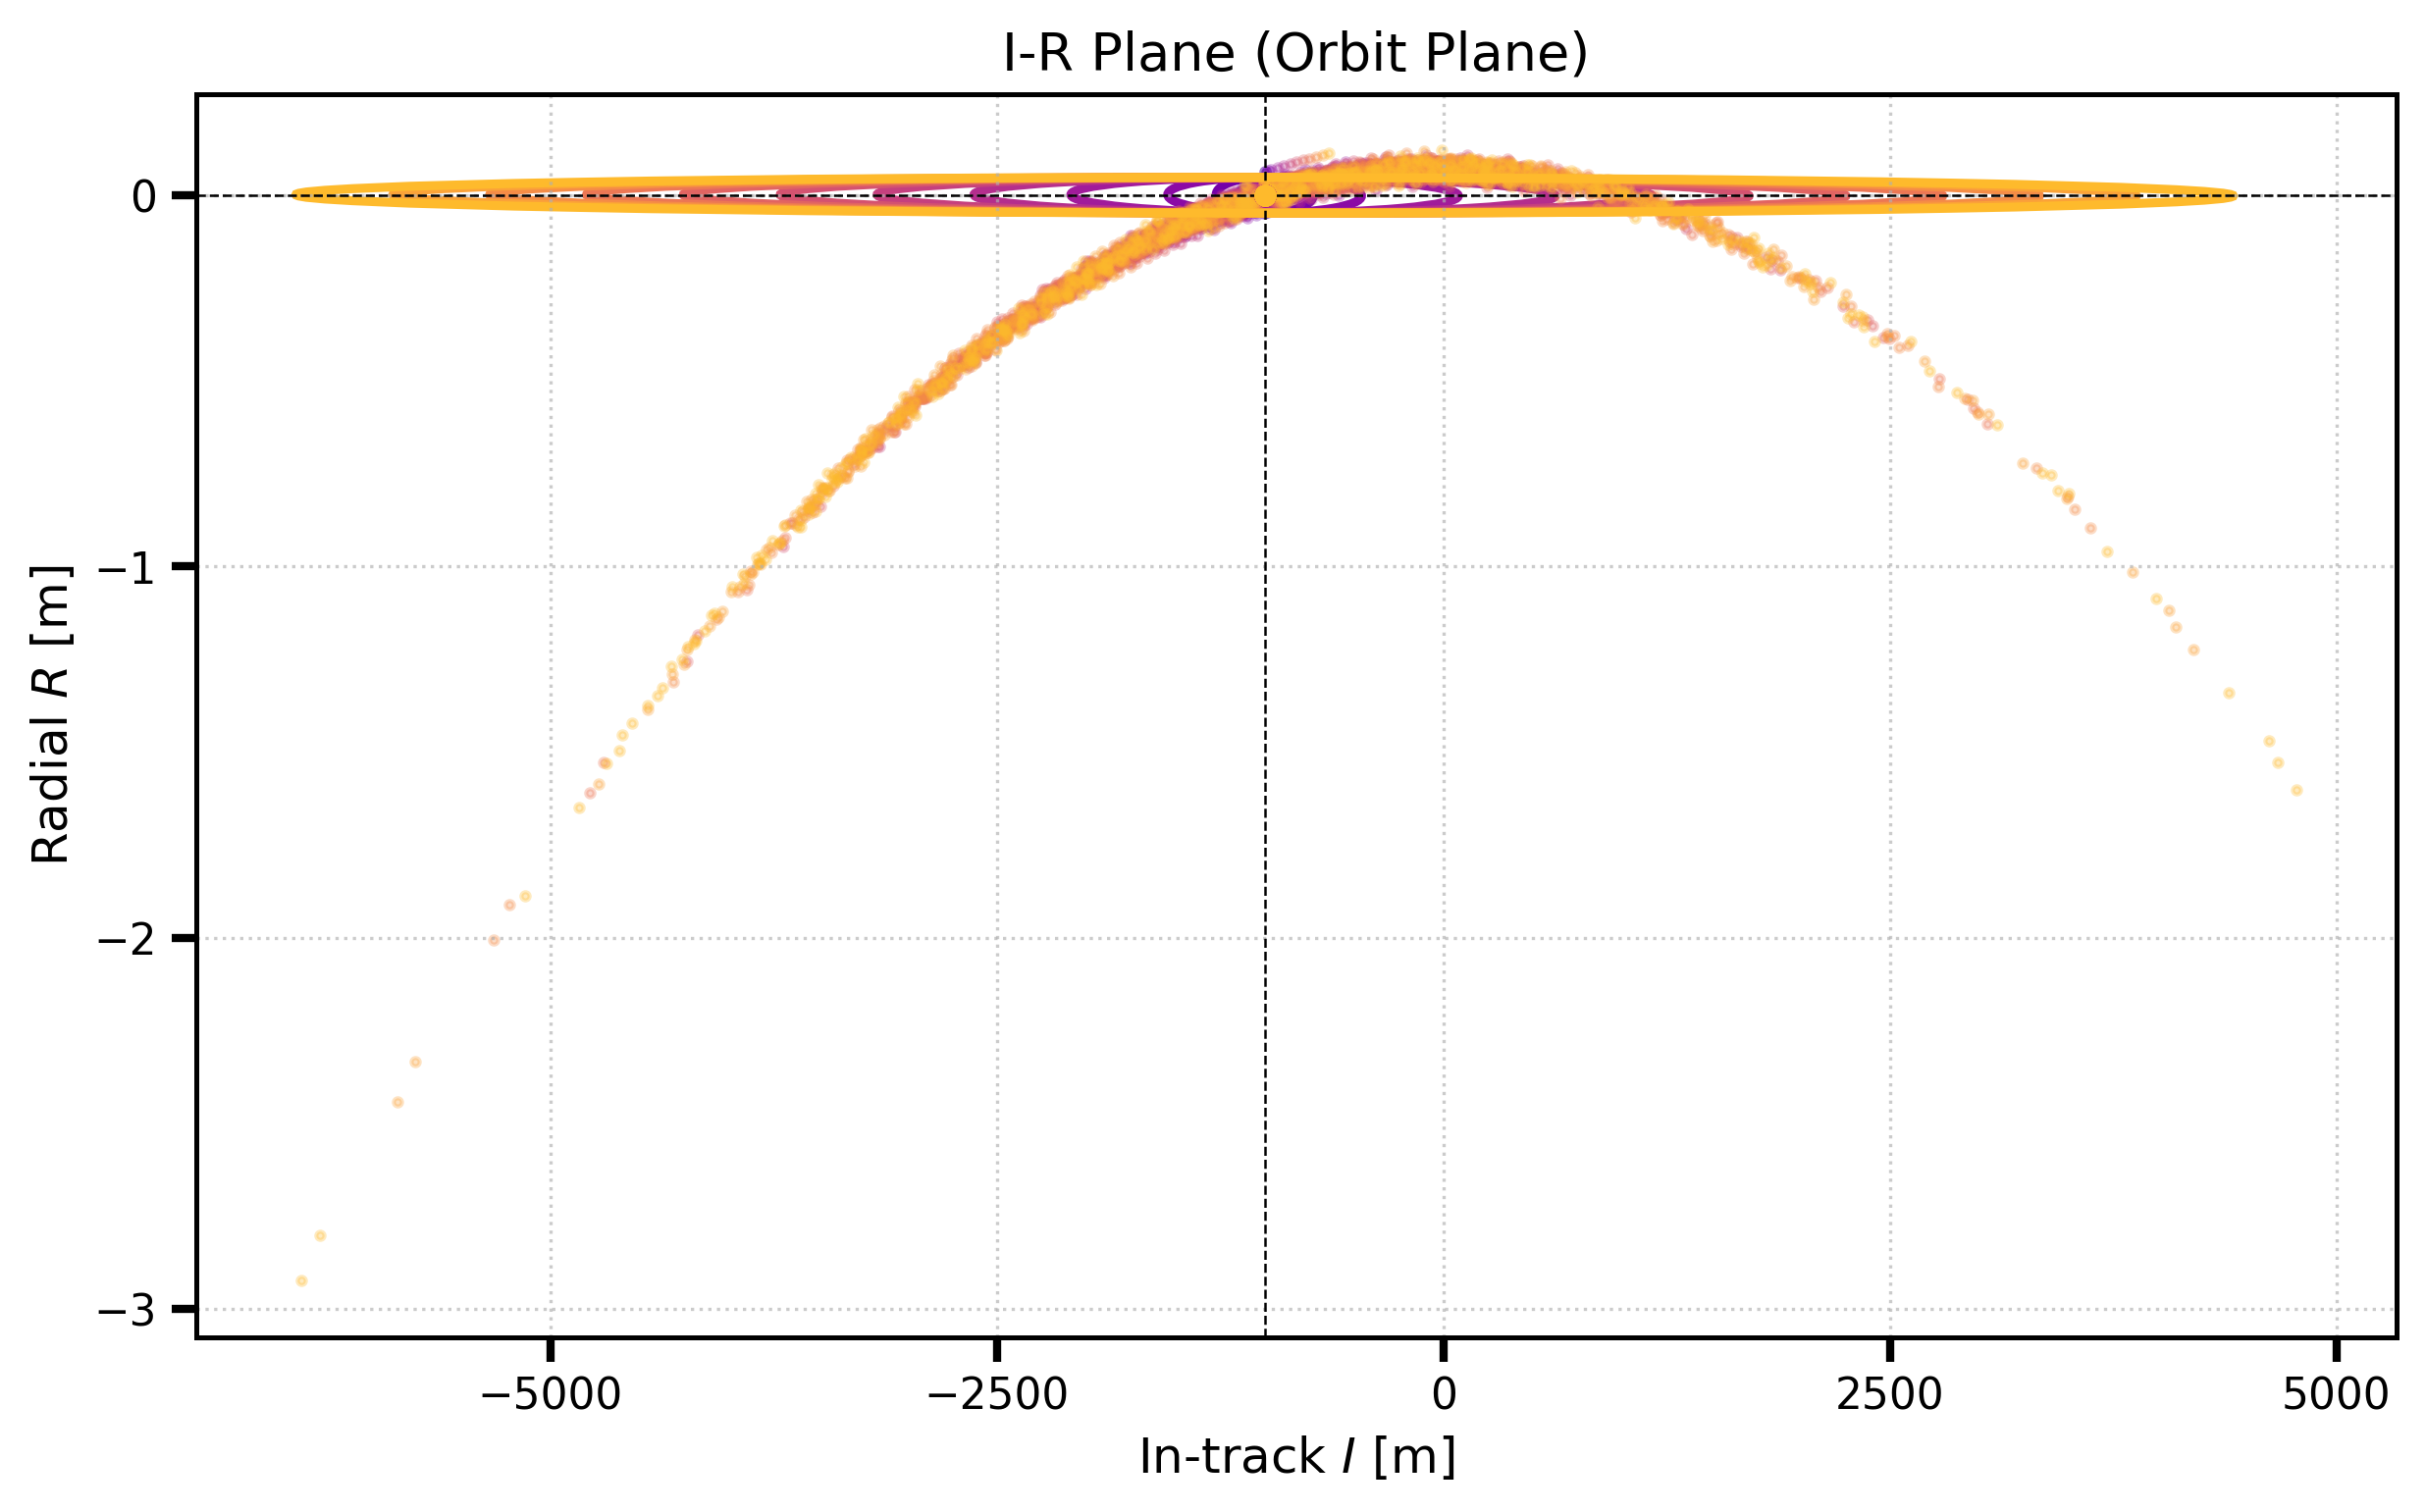 I-R Plane (Orbit Plane)
0
−1
−2
−3
Radial R [m]
−5000 −2500 0 2500 5000
In-track I [m]